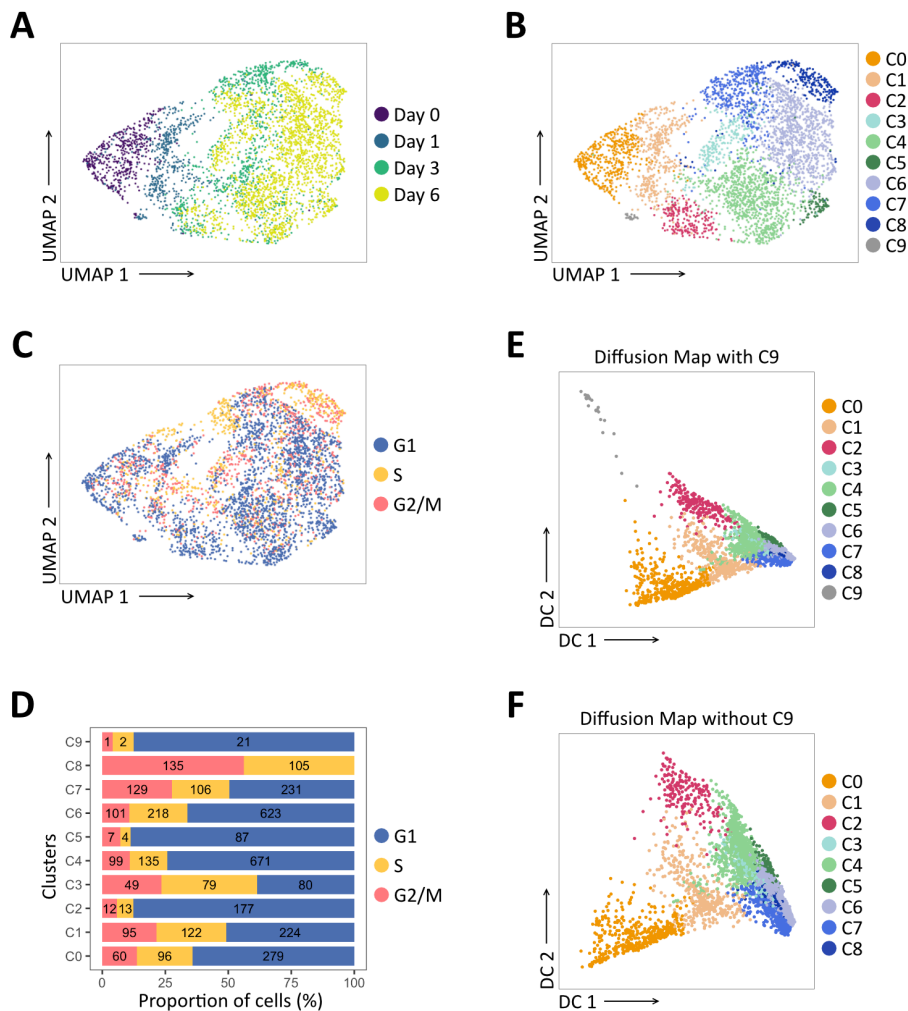 A
Day 0
Day 1
Day 3
Day 6
UMAP 2
UMAP 1
B
C0
C1
C2
C3
C4
C5
C6
C7
C8
C9
UMAP 2
UMAP 1
C
G1
S
G2/M
UMAP 2
UMAP 1
E
Diffusion Map with C9
C0
C1
C2
C3
C4
C5
C6
C7
C8
C9
DC 2
DC 1
D
C9 1 2 21
C8 135 105
C7 129 106 231
C6 101 218 623
C5 7 4 87
C4 99 135 671
C3 49 79 80
C2 12 13 177
C1 95 122 224
C0 60 96 279
Clusters
0 25 50 75 100
Proportion of cells (%)
G1
S
G2/M
F
Diffusion Map without C9
C0
C1
C2
C3
C4
C5
C6
C7
C8
DC 2
DC 1